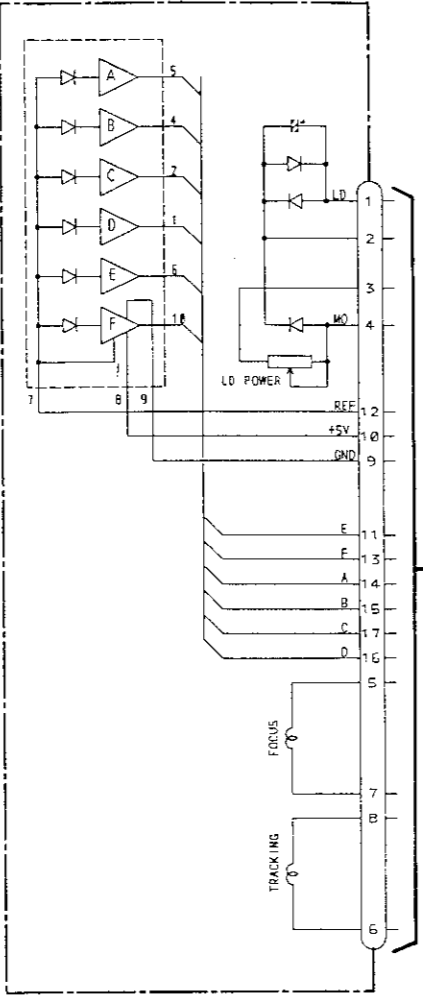 A 5
B 4
C 2
LD 1
2
D 1
E 6
3
F 10
MO 4
LD POWER
7 8 9
REF 12
+5V 10
GND 9
E 11
F 13
A 14
B 15
C 17
D 16
5
FOCUS
7
8
TRACKING
6